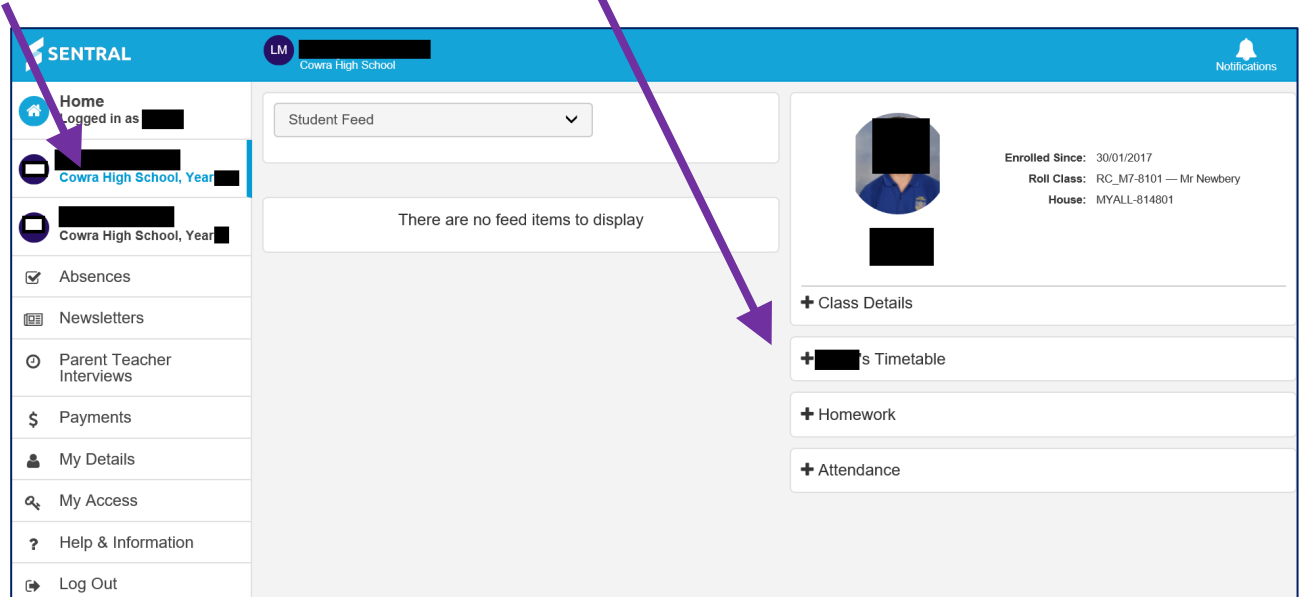 SENTRAL
LM
Cowra High School
Notifications
Home
Logged in as
Cowra High School, Year
Cowra High School, Year
Absences
Newsletters
Parent Teacher
Interviews
Payments
My Details
My Access
Help & Information
Log Out
Student Feed
There are no feed items to display
Enrolled Since: 30/01/2017
Roll Class: RC_M7-8101 — Mr Newbery
House: MYALL-814801
Class Details
's Timetable
Homework
Attendance